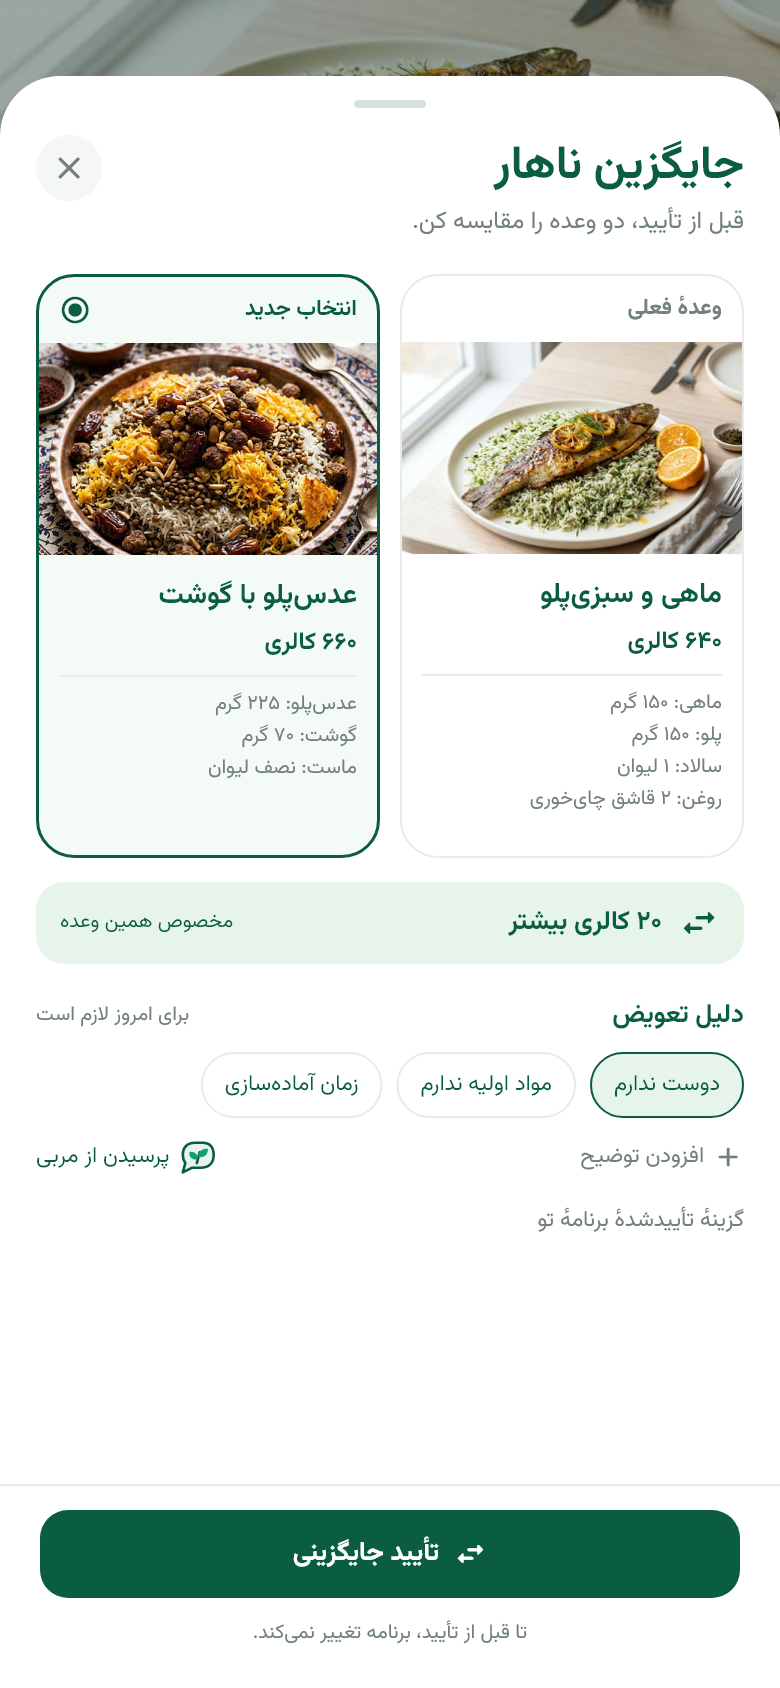 جایگزین ناهار
قبل از تأیید، دو وعده را مقایسه کن.
وعدهٔ فعلی
ماهی و سبزی‌پلو
۶۴۰ کالری
ماهی: ۱۵۰ گرم
پلو: ۱۵۰ گرم
سالاد: ۱ لیوان
روغن: ۲ قاشق چای‌خوری
انتخاب جدید
عدس‌پلو با گوشت
۶۶۰ کالری
عدس‌پلو: ۲۲۵ گرم
گوشت: ۷۰ گرم
ماست: نصف لیوان
۲۰ کالری بیشتر
مخصوص همین وعده
دلیل تعویض
برای امروز لازم است
دوست ندارم
مواد اولیه ندارم
زمان آماده‌سازی
افزودن توضیح
پرسیدن از مربی
گزینهٔ تأییدشدهٔ برنامهٔ تو
تأیید جایگزینی
تا قبل از تأیید، برنامه تغییر نمی‌کند.